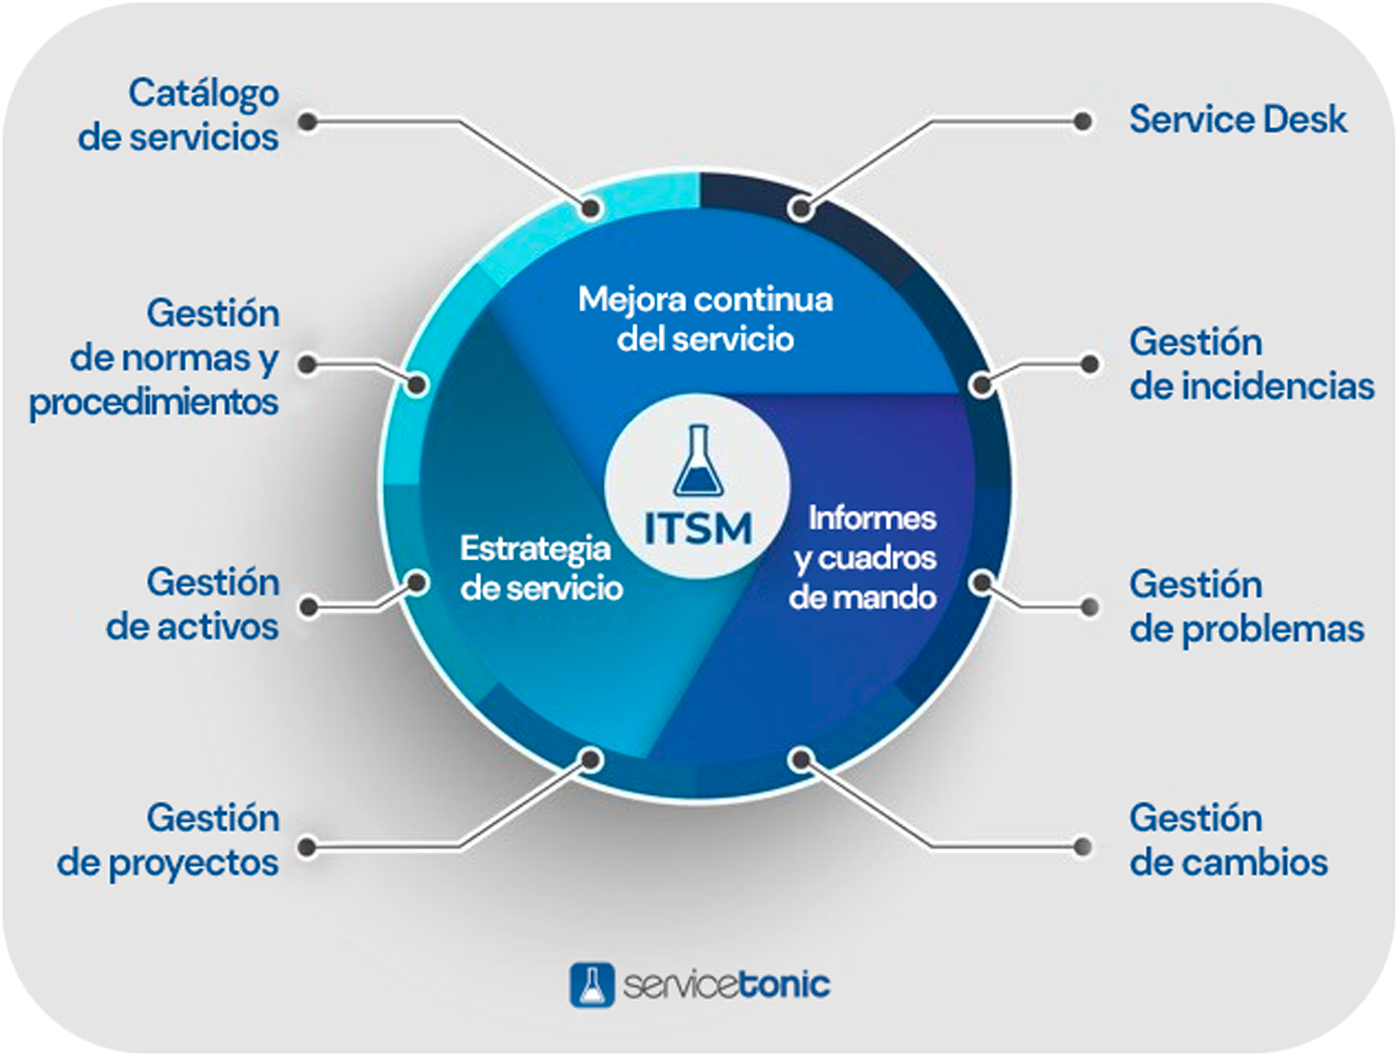 Catálogo
de servicios
Service Desk
Gestión
de normas y
procedimientos
Gestión
de incidencias
Mejora continua
del servicio
ITSM
Estrategia
de servicio
Informes
y cuadros
de mando
Gestión
de activos
Gestión
de problemas
Gestión
de proyectos
Gestión
de cambios
servicetonic